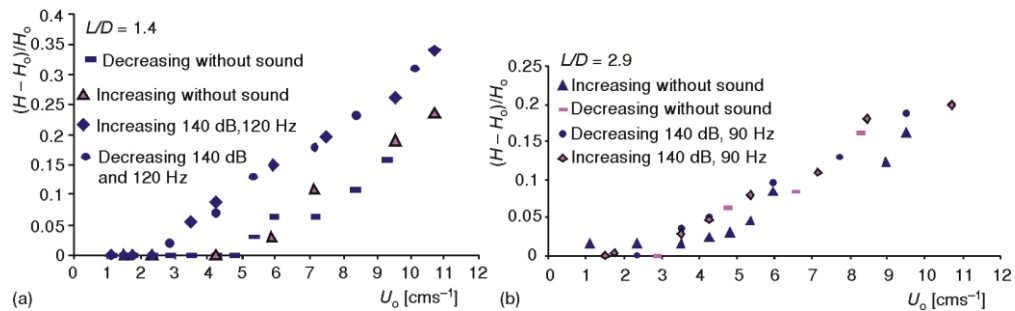 L/D = 1.4
(H – Hₒ)/Hₒ
0.4
0.35
0.3
0.25
0.2
0.15
0.1
0.05
0
Decreasing without sound
Increasing without sound
Increasing 140 dB,120 Hz
Decreasing 140 dB
and 120 Hz
0 1 2 3 4 5 6 7 8 9 10 11 12
Uₒ [cms⁻¹]
(a)
L/D = 2.9
(H – Hₒ)/Hₒ
0.25
0.20
0.15
0.10
0.05
0
Increasing without sound
Decreasing without sound
Decreasing 140 dB, 90 Hz
Increasing 140 dB, 90 Hz
0 1 2 3 4 5 6 7 8 9 10 11 12
Uₒ [cms⁻¹]
(b)